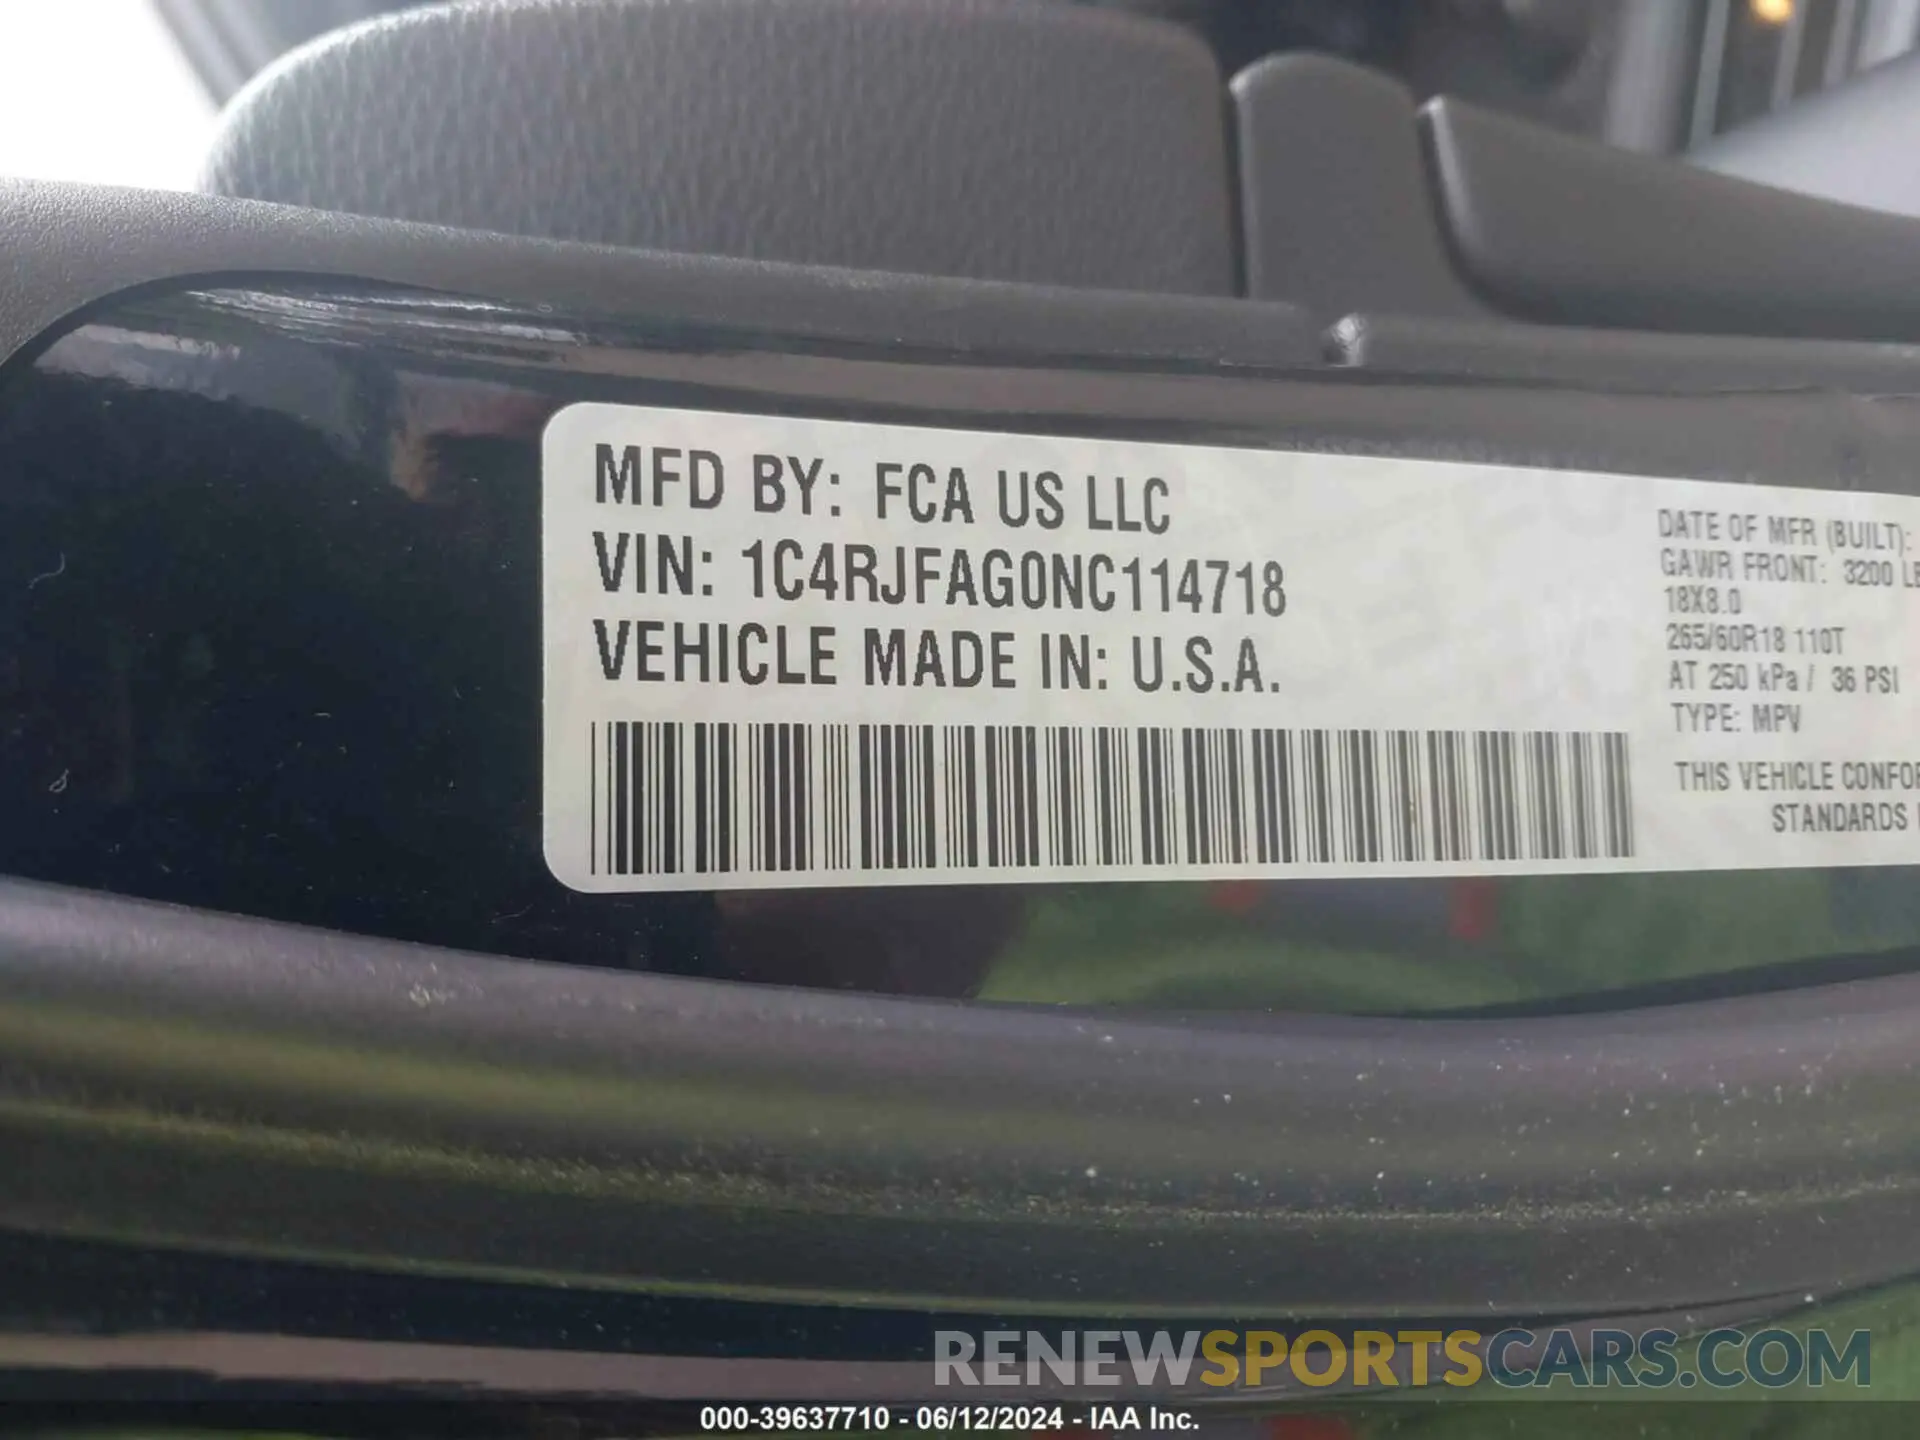 MFD BY: FCA US LLC
VIN: 1C4RJFAG0NC114718
VEHICLE MADE IN: U.S.A.
DATE OF MFR (BUILT):
GAWR FRONT: 3200 LB
18X8.0
265/60R18 110T
AT 250 kPa / 36 PSI
TYPE: MPV
THIS VEHICLE CONFOR
STANDARDS
RENEWSPORTSCARS.COM
000-39637710 - 06/12/2024 - IAA Inc.